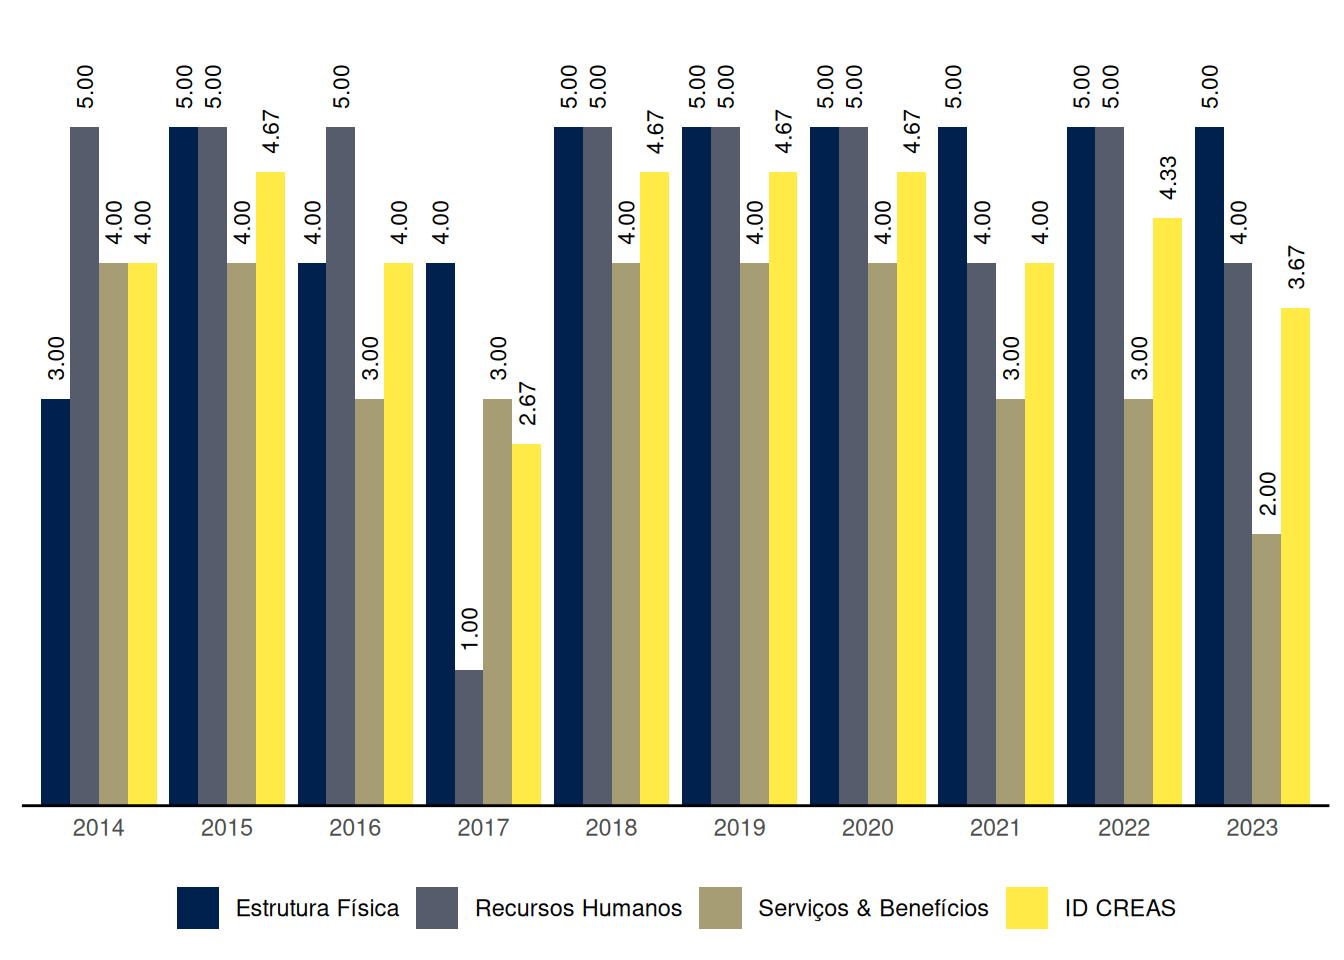 3.00 5.00 4.00 4.00
5.00 5.00 4.00 4.67
4.00 5.00 3.00 4.00
4.00 1.00 3.00 2.67
5.00 5.00 4.00 4.67
5.00 5.00 4.00 4.67
5.00 5.00 4.00 4.67
5.00 4.00 3.00 4.00
5.00 5.00 3.00 4.33
5.00 4.00 2.00 3.67
2014 2015 2016 2017 2018 2019 2020 2021 2022 2023
Estrutura Física Recursos Humanos Serviços & Benefícios ID CREAS